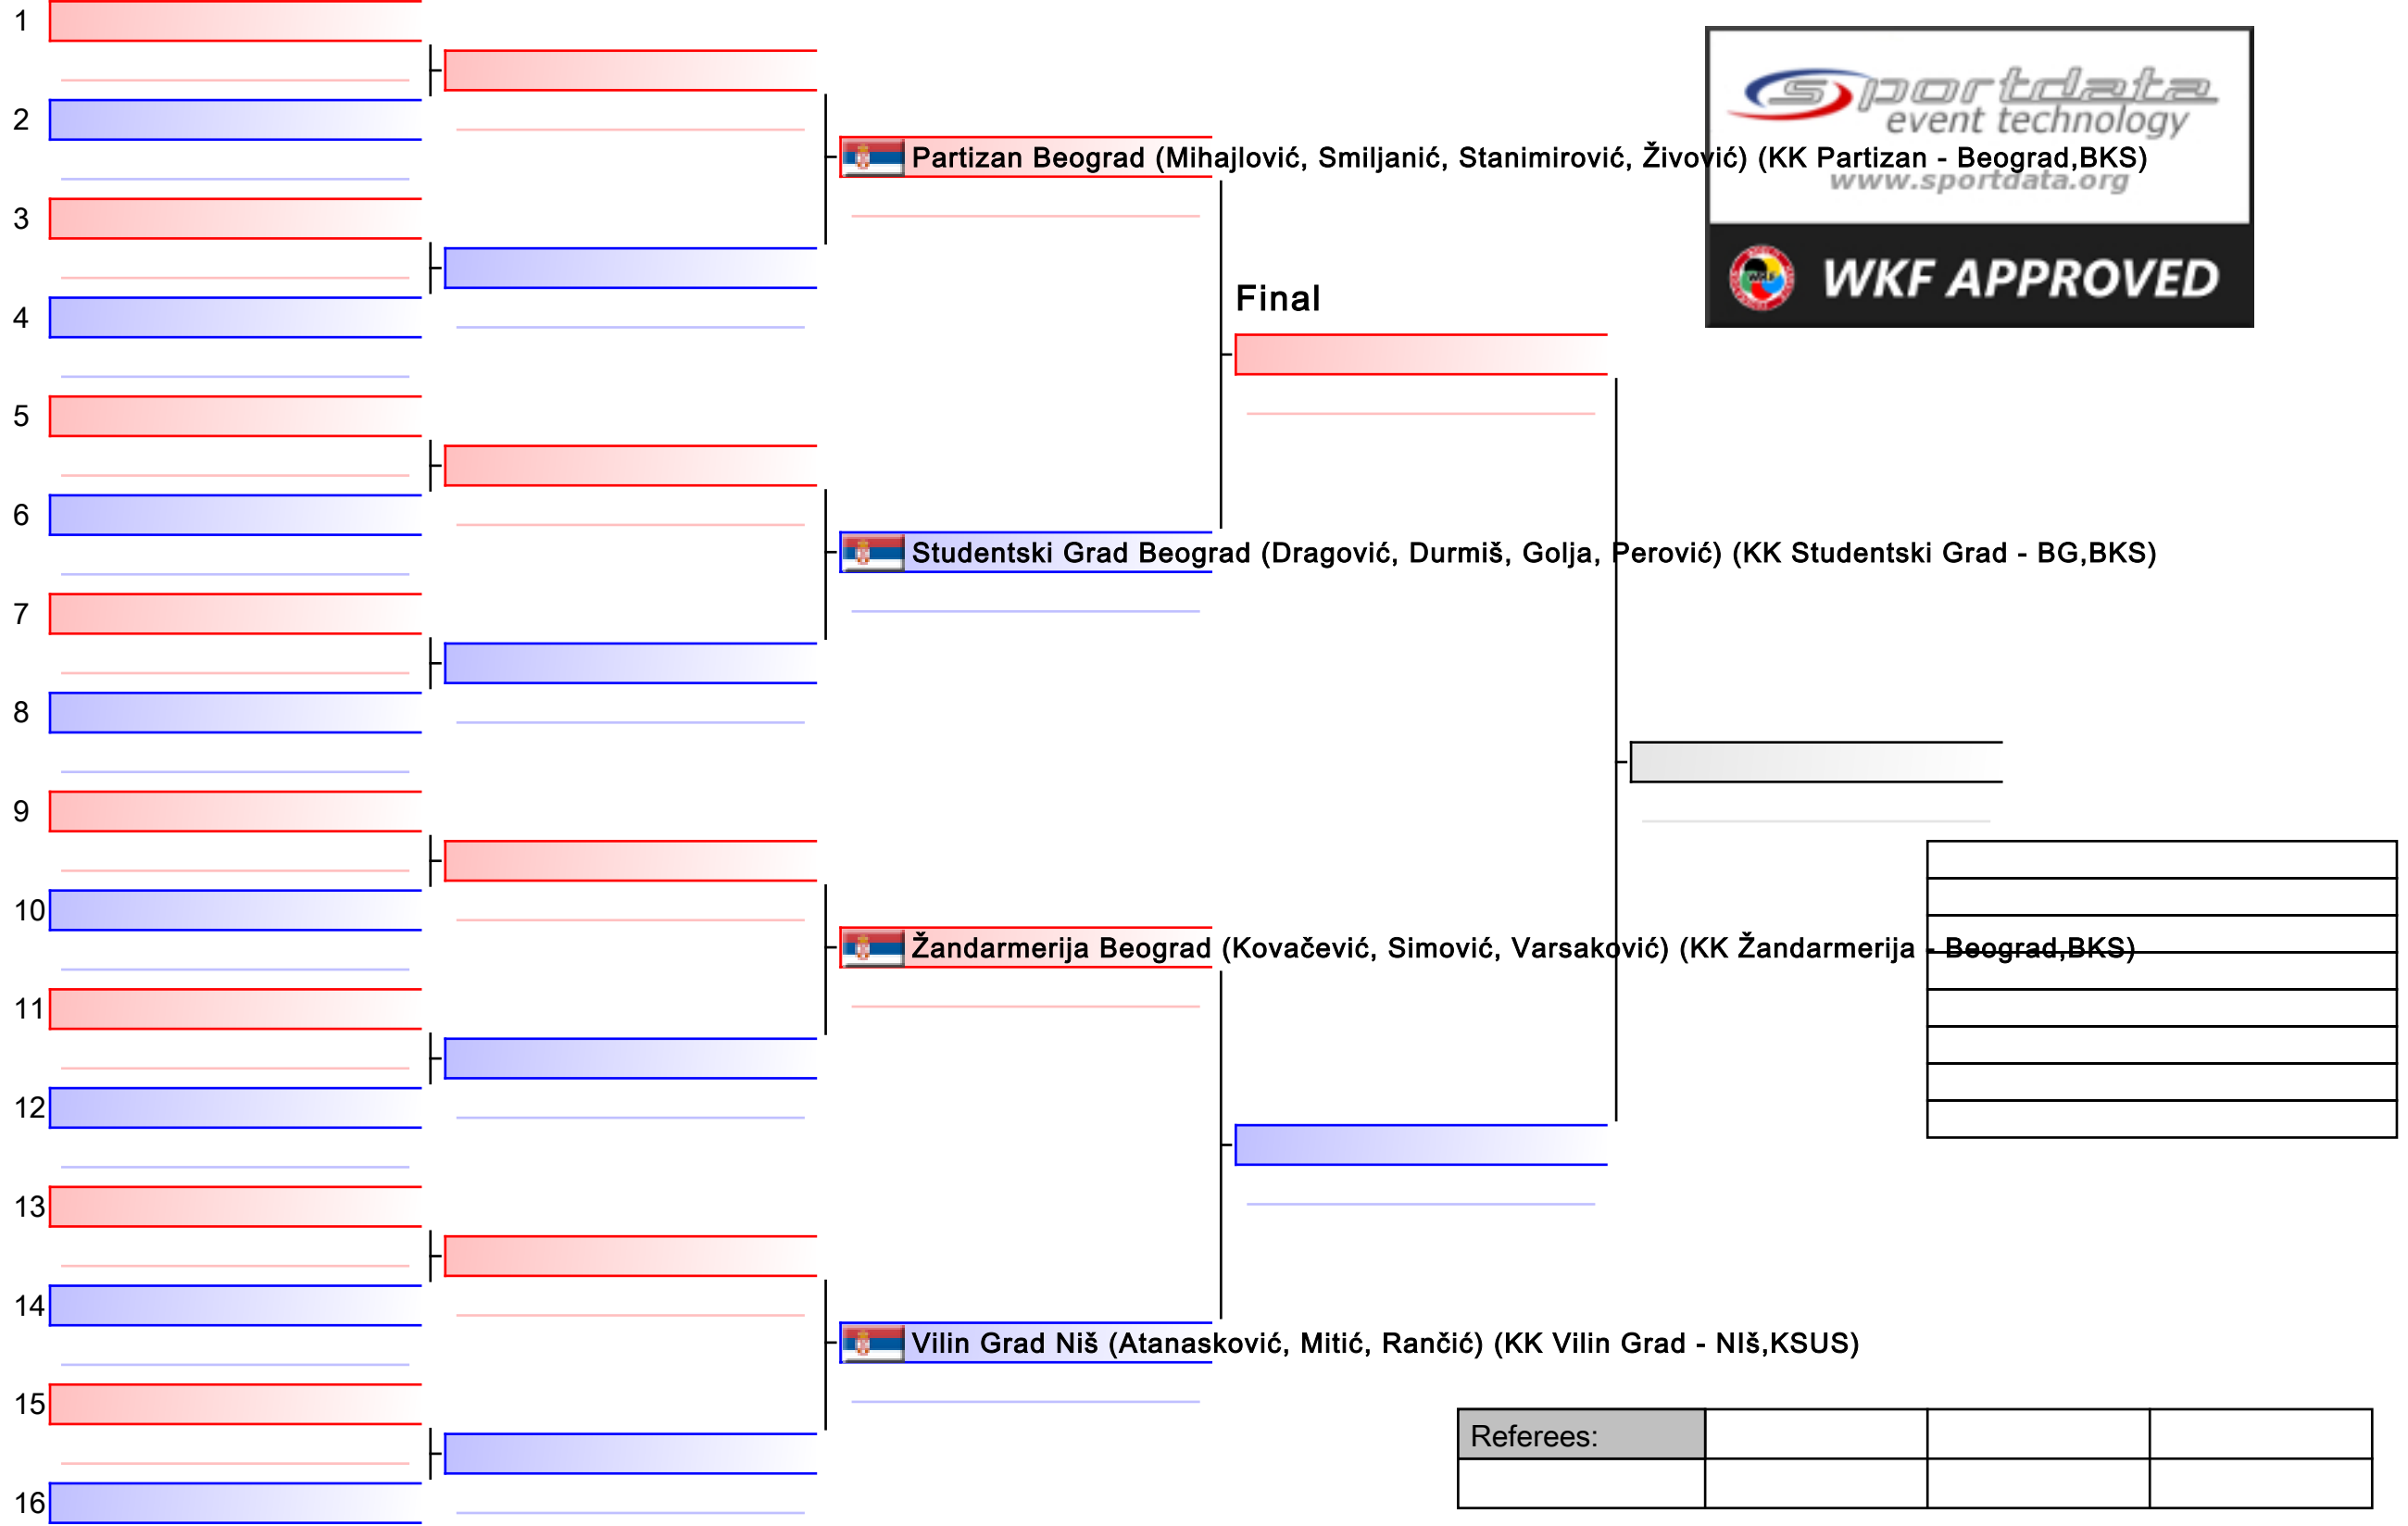 1
2
sportdata
event technology
Partizan Beograd (Mihajlović, Smiljanić, Stanimirović, Živović) (KK Partizan - Beograd,BKS)
www.sportdata.org
3
WKF
WKF APPROVED
Final
4
5
6
Studentski Grad Beograd (Dragović, Durmiš, Golja, Perović) (KK Studentski Grad - BG,BKS)
7
8
9
10
Žandarmerija Beograd (Kovačević, Simović, Varsaković) (KK Žandarmerija - Beograd,BKS)
11
12
13
14
Vilin Grad Niš (Atanasković, Mitić, Rančić) (KK Vilin Grad - NIš,KSUS)
15
Referees:
16